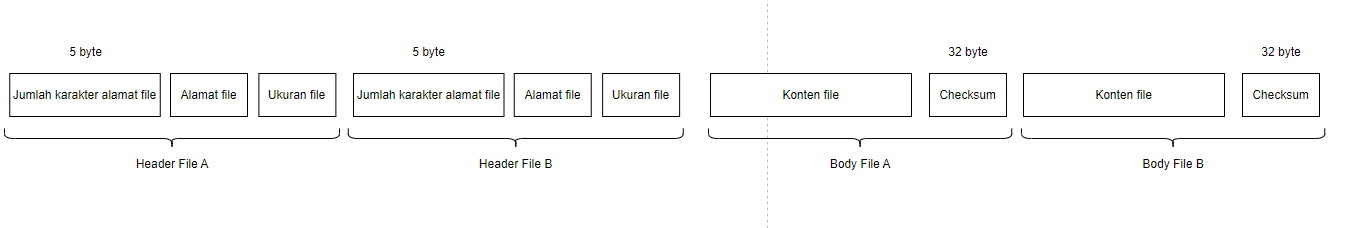 5 byte
5 byte
32 byte
32 byte
Jumlah karakter alamat file
Alamat file
Ukuran file
Jumlah karakter alamat file
Alamat file
Ukuran file
Konten file
Checksum
Konten file
Checksum
Header File A
Header File B
Body File A
Body File B